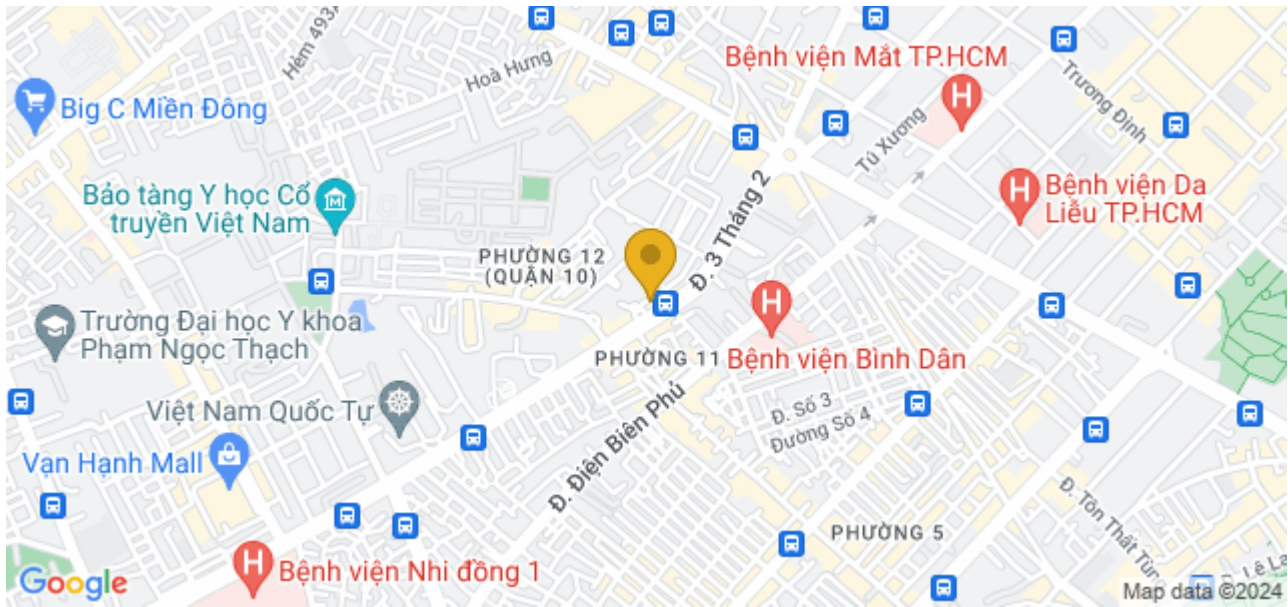 Bệnh viện Mắt TP.HCM
Hẻm 493A
Hoà Hưng
Trương Định
Big C Miền Đông
Tú Xương
Bảo tàng Y học Cổ
truyền Việt Nam
Bệnh viện Da
Liễu TP.HCM
Đ. 3 Tháng 2
PHƯỜNG 12
(QUẬN 10)
Trường Đại học Y khoa
Phạm Ngọc Thạch
PHƯỜNG 11
Bệnh viện Bình Dân
Việt Nam Quốc Tự
Đ. Số 3
Đường Số 4
Đ. Điện Biên Phủ
Vạn Hạnh Mall
Đ. Tôn Thất Tùn
PHƯỜNG 5
Bệnh viện Nhi đồng 1
Lê La
Google
Map data ©2024